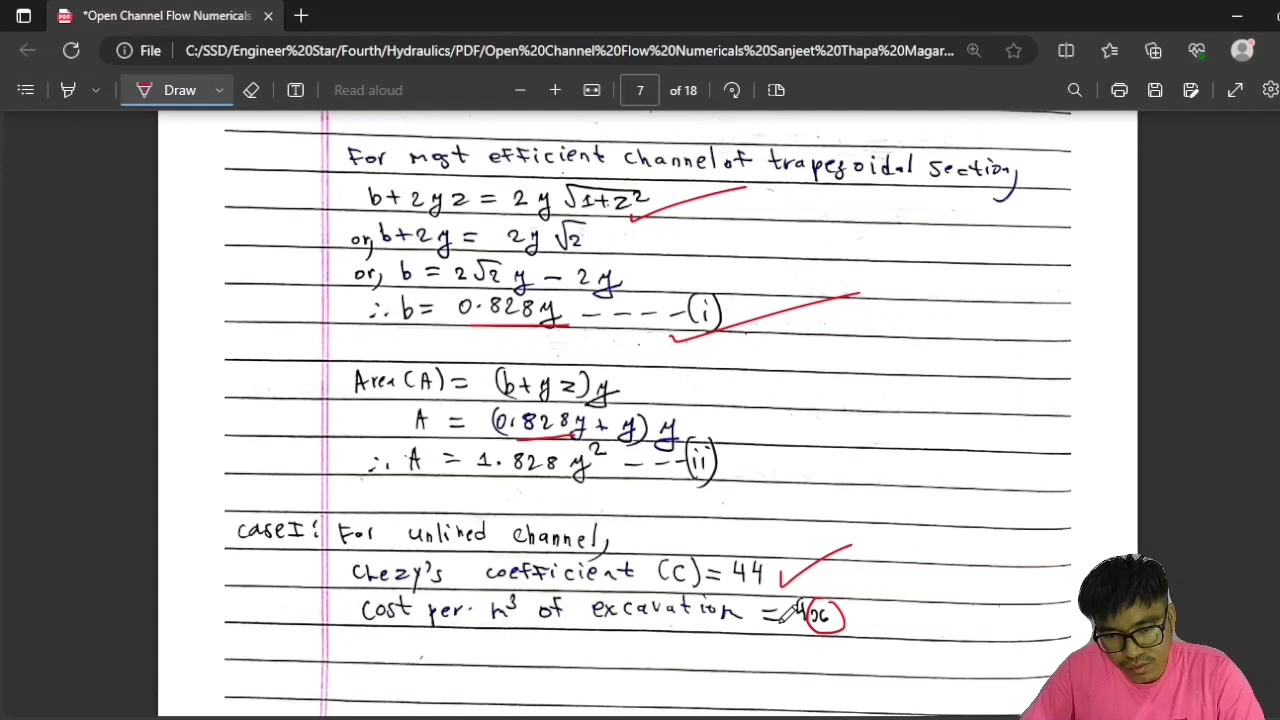 *Open Channel Flow Numericals
File C:/SSD/Engineer%20Star/Fourth/Hydraulics/PDF/Open%20Channel%20Flow%20Numericals%20Sanjeet%20Thapa%20Magar...
Draw Read aloud 7 of 18
For most efficient channel of trapezoidal section,
b+2yz = 2y √1+z²
or, b+2y = 2y √2
or, b = 2√2 y - 2y
∴ b = 0.828y ----(i)
Area (A) = (b+yz)y
A = (0.828y + y) y
∴ A = 1.828 y² ---(ii)
case I: For unlined channel,
Chezy's coefficient (C) = 44
Cost per m³ of excavation =